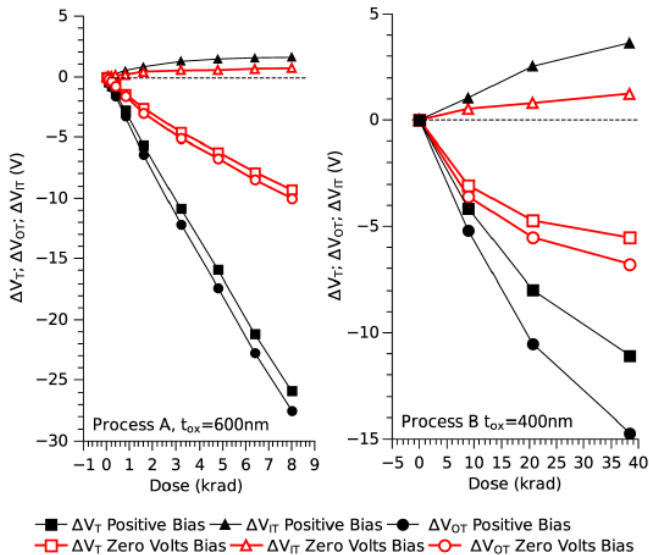 5
0
−5
−10
−15
−20
−25
−30
ΔV_T; ΔV_OT; ΔV_IT (V)
Process A, t_ox=600nm
−1 0 1 2 3 4 5 6 7 8 9
Dose (krad)
5
0
−5
−10
−15
ΔV_T; ΔV_OT; ΔV_IT (V)
Process B t_ox=400nm
−5 0 5 10 15 20 25 30 35 40
Dose (krad)
ΔV_T Positive Bias ΔV_IT Positive Bias ΔV_OT Positive Bias
ΔV_T Zero Volts Bias ΔV_IT Zero Volts Bias ΔV_OT Zero Volts Bias